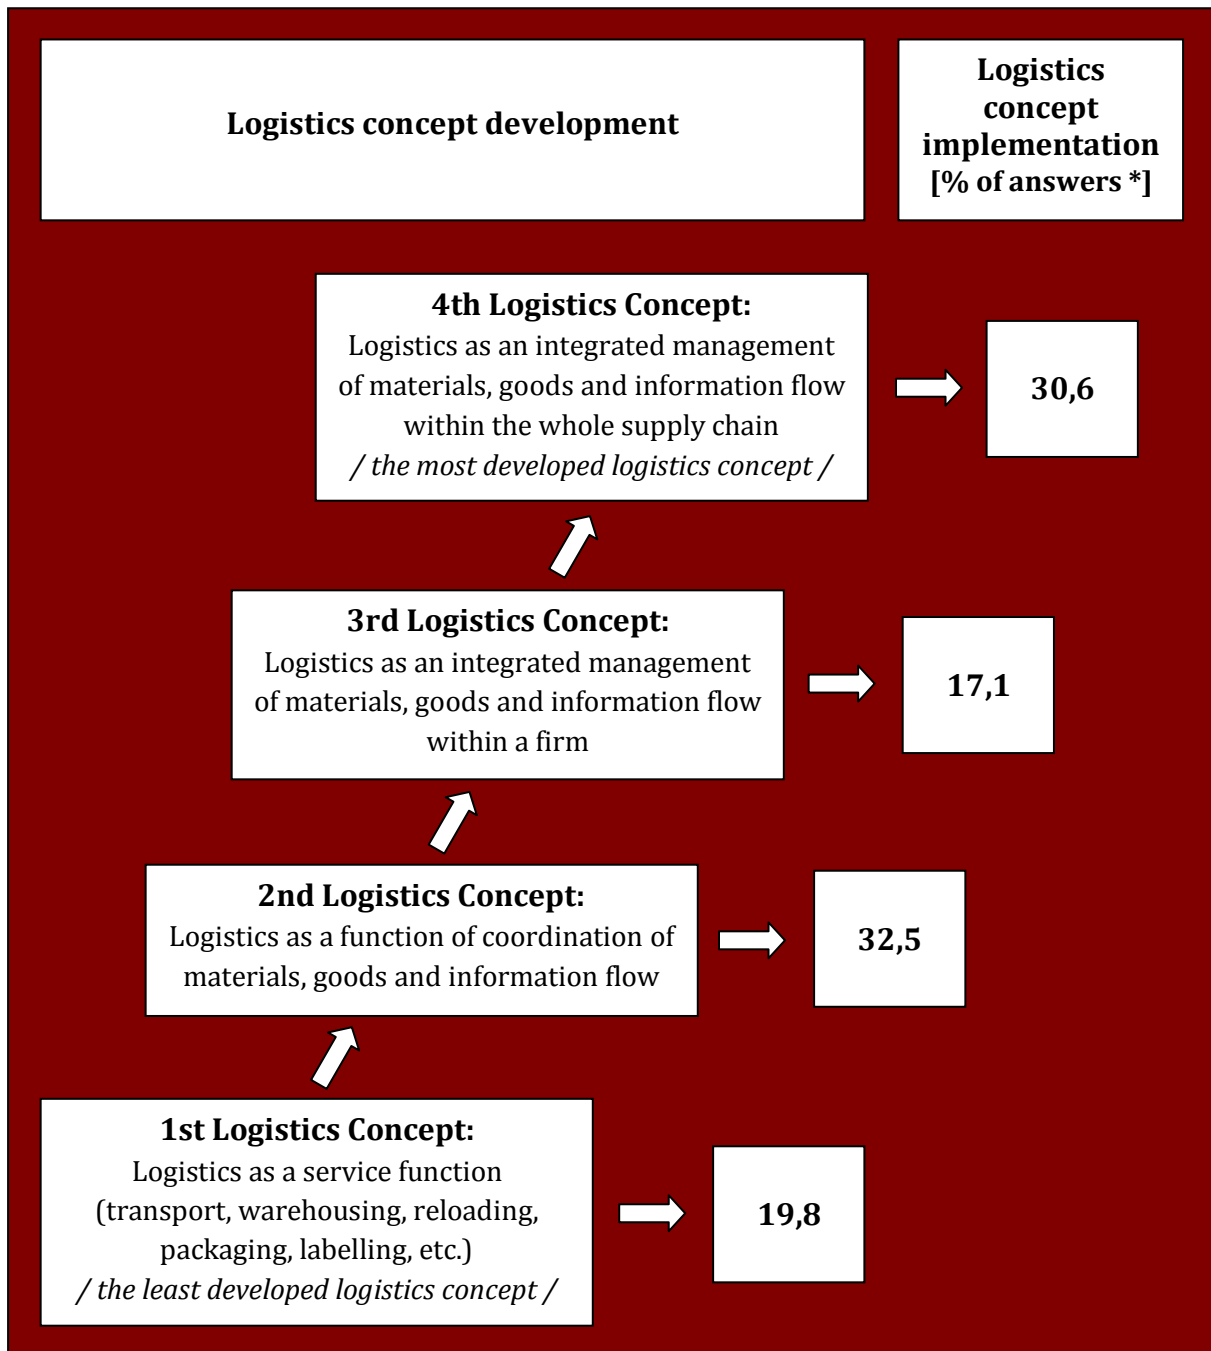 Logistics concept development
Logistics
concept
implementation
[% of answers *]
4th Logistics Concept:
Logistics as an integrated management
of materials, goods and information flow
within the whole supply chain
/ the most developed logistics concept /
30,6
3rd Logistics Concept:
Logistics as an integrated management
of materials, goods and information flow
within a firm
17,1
2nd Logistics Concept:
Logistics as a function of coordination of
materials, goods and information flow
32,5
1st Logistics Concept:
Logistics as a service function
(transport, warehousing, reloading,
packaging, labelling, etc.)
/ the least developed logistics concept /
19,8